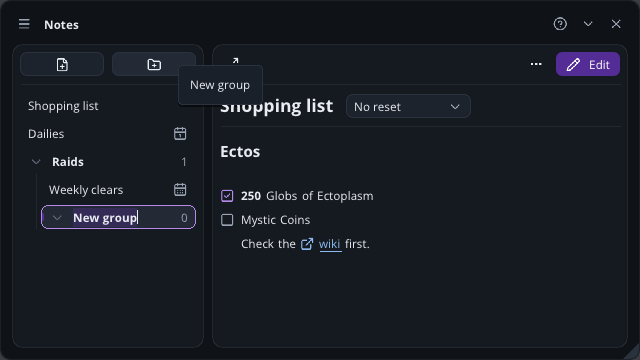 Notes
New group
Shopping list
Dailies
Raids 1
Weekly clears
New group 0
Edit
Shopping list No reset
Ectos
250 Globs of Ectoplasm
Mystic Coins
Check the wiki first.